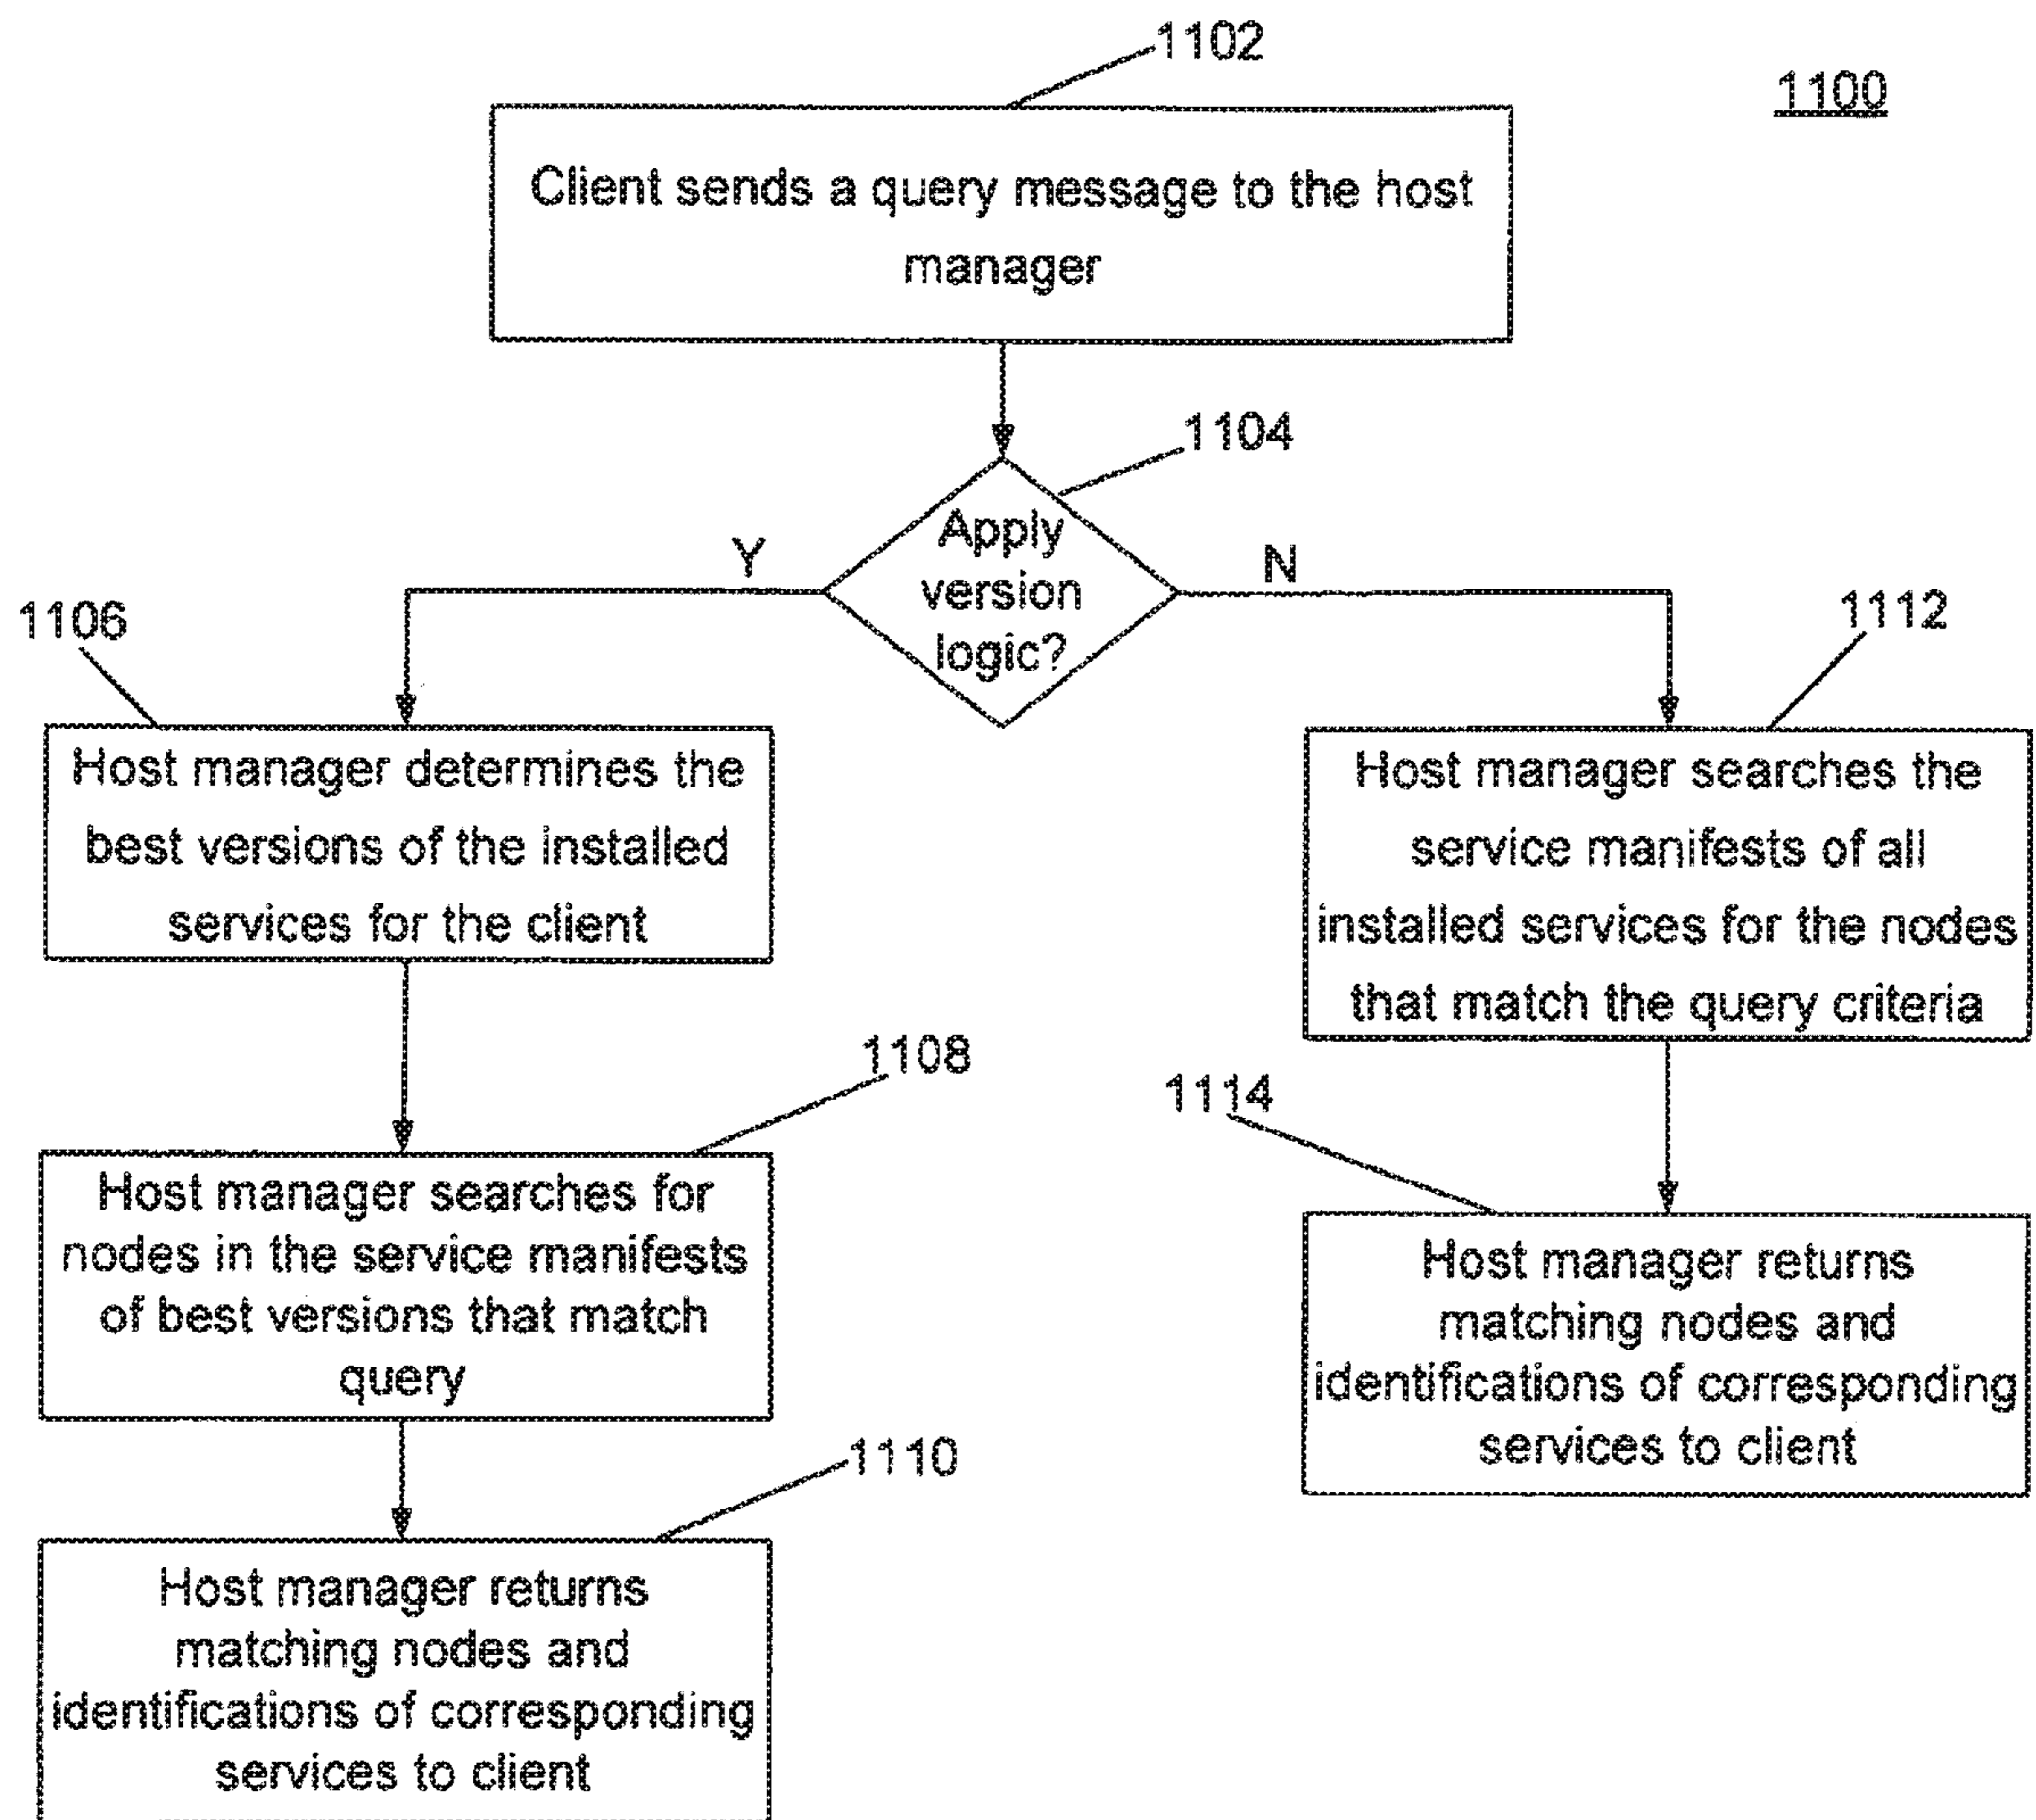 1102
1100
Client sends a query message to the host
manager
1104
Apply
version
logic?
Y
N
1106
1112
Host manager determines the
best versions of the installed
services for the client
Host manager searches the
service manifests of all
installed services for the nodes
that match the query criteria
1108
1114
Host manager searches for
nodes in the service manifests
of best versions that match
query
Host manager returns
matching nodes and
identifications of corresponding
services to client
1110
Host manager returns
matching nodes and
identifications of corresponding
services to client